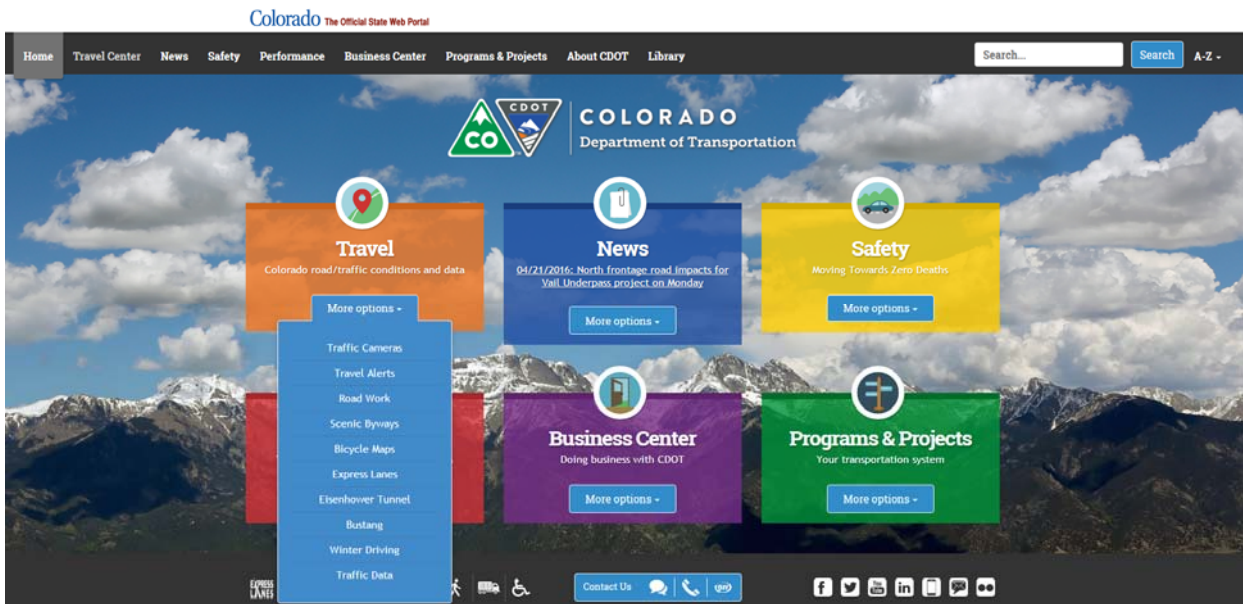 Colorado The Official State Web Portal
Home Travel Center News Safety Performance Business Center Programs & Projects About CDOT Library Search... Search A-Z
CO CDOT
COLORADO
Department of Transportation
Travel
Colorado road/traffic conditions and data
More options
Traffic Cameras
Travel Alerts
Road Work
Scenic Byways
Bicycle Maps
Express Lanes
Eisenhower Tunnel
Bustang
Winter Driving
Traffic Data
News
04/21/2016: North frontage road impacts for
Vail Underpass project on Monday
More options
Safety
Moving Towards Zero Deaths
More options
Business Center
Doing business with CDOT
More options
Programs & Projects
Your transportation system
More options
EXPRESS
LANES
Contact Us
You
Tube
in